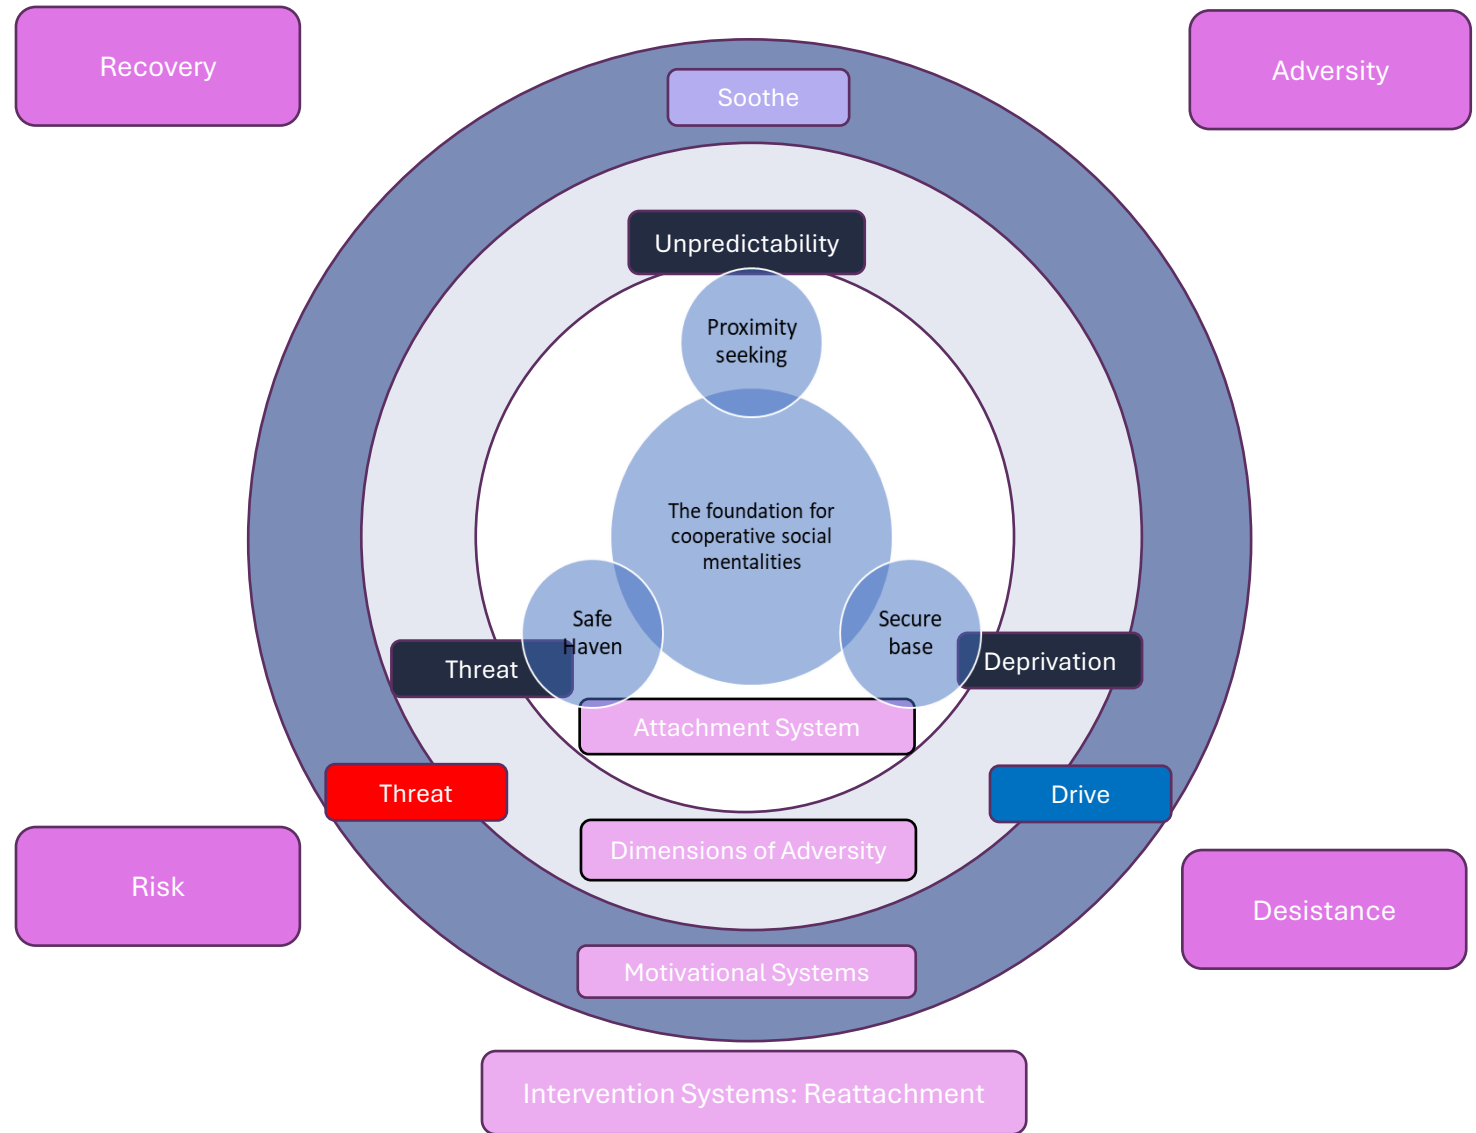 Recovery
Adversity
Soothe
Unpredictability
Proximity
seeking
The foundation for
cooperative social
mentalities
Safe
Haven
Secure
base
Threat
Deprivation
Attachment System
Threat
Drive
Dimensions of Adversity
Risk
Desistance
Motivational Systems
Intervention Systems: Reattachment